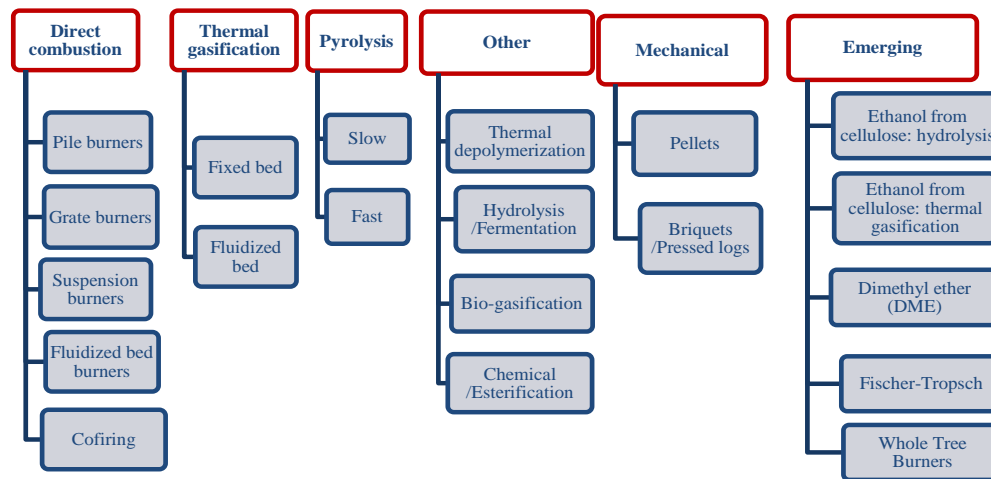 Direct
combustion
Pile burners
Grate burners
Suspension
burners
Fluidized bed
burners
Cofiring
Thermal
gasification
Fixed bed
Fluidized
bed
Pyrolysis
Slow
Fast
Other
Thermal
depolymerization
Hydrolysis
/Fermentation
Bio-gasification
Chemical
/Esterification
Mechanical
Pellets
Briquets
/Pressed logs
Emerging
Ethanol from
cellulose: hydrolysis
Ethanol from
cellulose: thermal
gasification
Dimethyl ether
(DME)
Fischer-Tropsch
Whole Tree
Burners